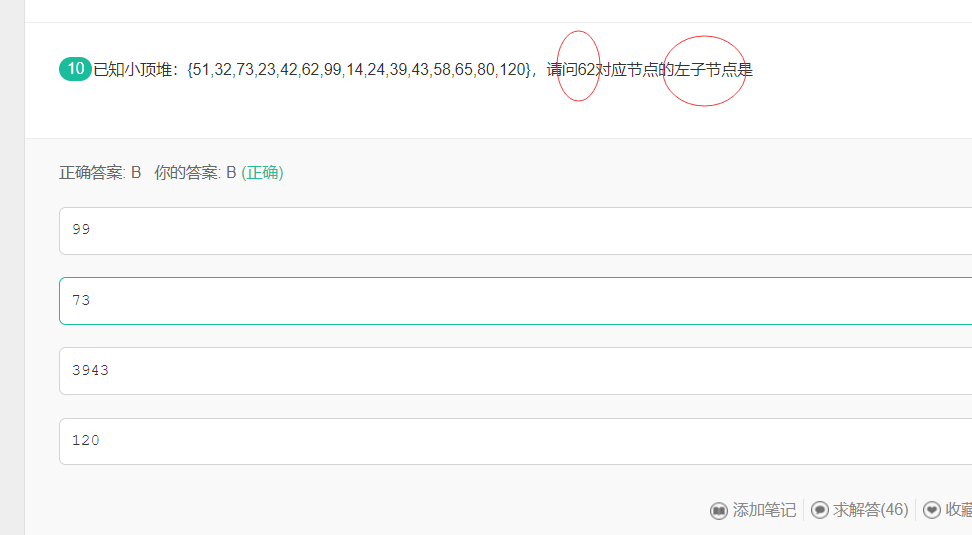 10 已知小顶堆：{51,32,73,23,42,62,99,14,24,39,43,58,65,80,120}，请问62对应节点的左子节点是
正确答案: B 你的答案: B (正确)
99
73
3943
120
添加笔记 求解答(46) 收藏